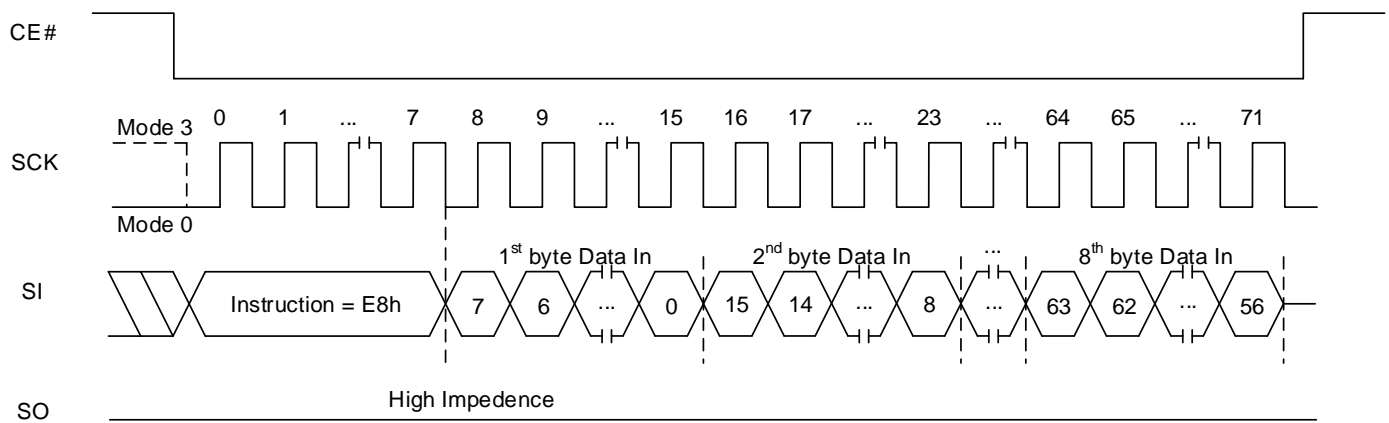 CE#
0 1 ... 7 8 9 ... 15 16 17 ... 23 ... 64 65 ... 71
Mode 3
SCK
Mode 0
1st byte Data In 2nd byte Data In ... 8th byte Data In
SI Instruction = E8h 7 6 ... 0 15 14 ... 8 ... 63 62 ... 56
High Impedence
SO